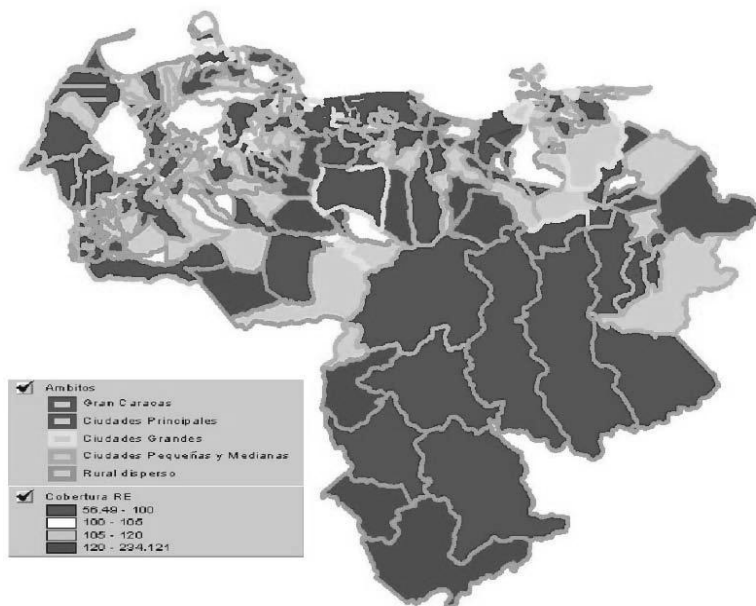 Ambitos
Gran Caracas
Ciudades Principales
Ciudades Grandes
Ciudades Pequeñas y Medianas
Rural disperso
Cobertura RE
56.49 - 100
100 - 105
105 - 120
120 - 234.121